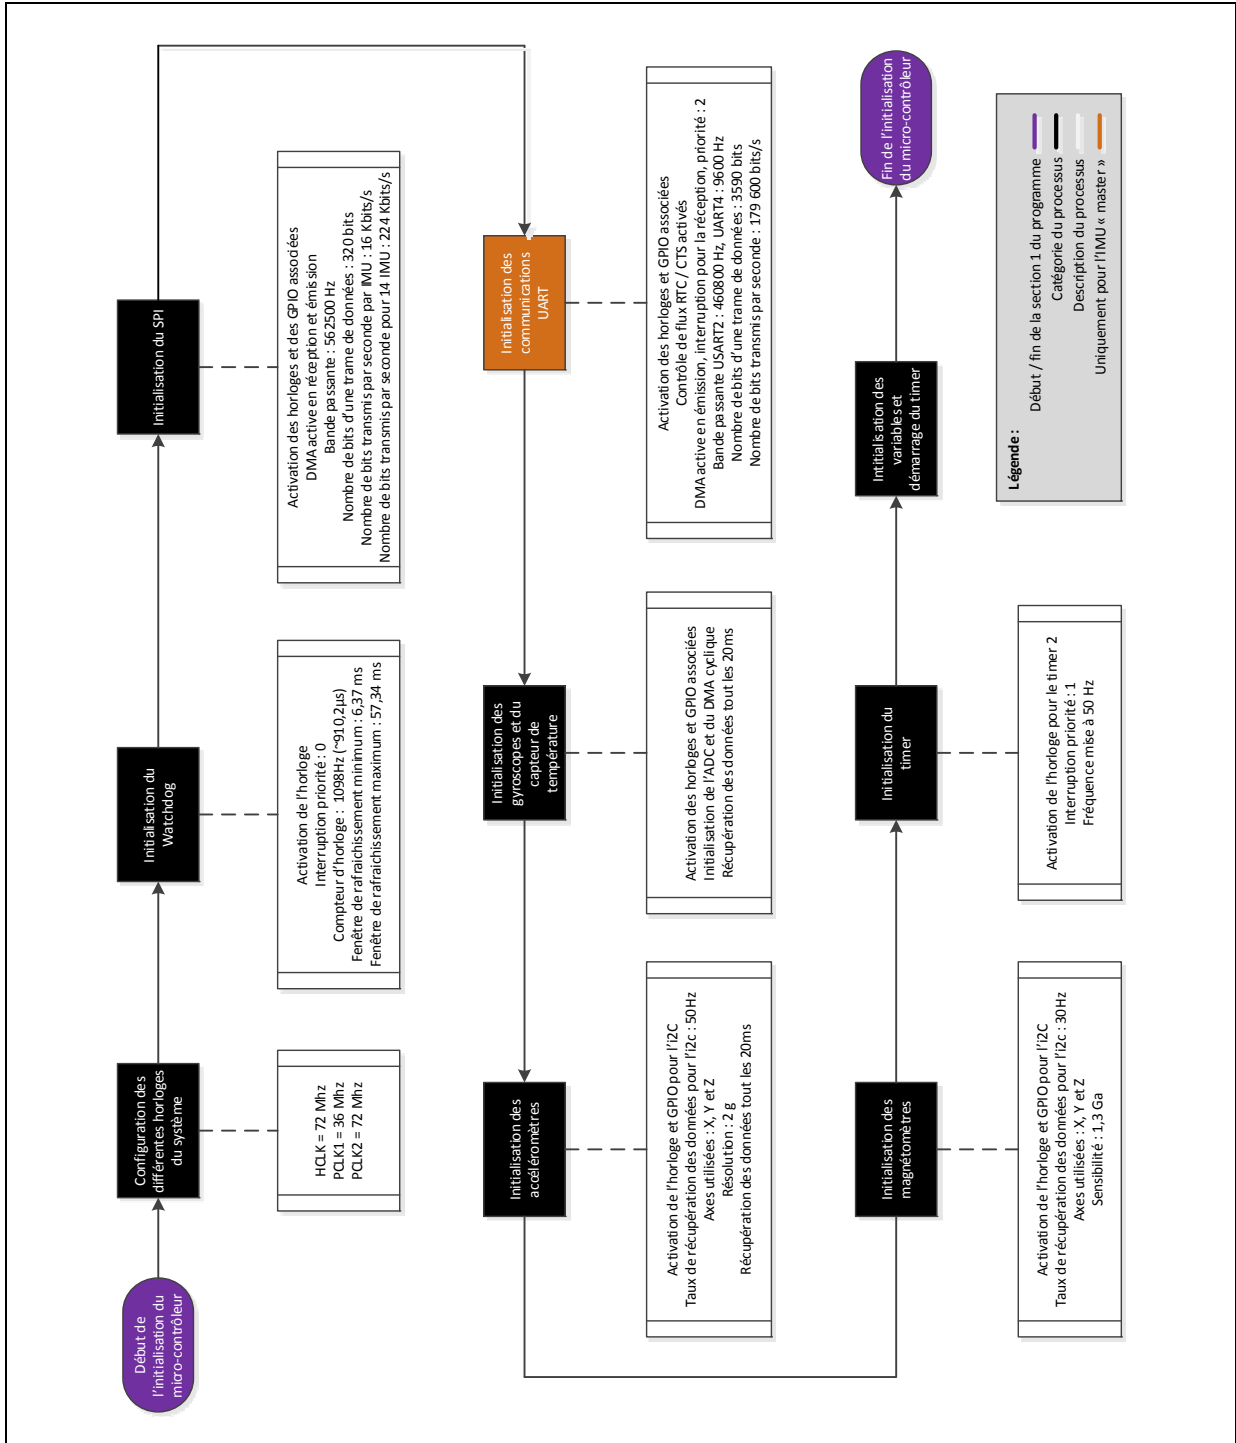 Début de
l'initialisation du
micro-contrôleur
Configuration des
différentes horloges
du système
HCLK = 72 Mhz
PCLK1 = 36 Mhz
PCLK2 = 72 Mhz
Initialisation du
Watchdog
Activation de l'horloge
Interruption priorité : 0
Compteur d'horloge : 1098Hz (~910,2µs)
Fenêtre de rafraichissement minimum : 6,37 ms
Fenêtre de rafraichissement maximum : 57,34 ms
Initialisation du SPI
Activation des horloges et des GPIO associées
DMA active en réception et émission
Bande passante : 562500 Hz
Nombre de bits d'une trame de données : 320 bits
Nombre de bits transmis par seconde par IMU : 16 Kbits/s
Nombre de bits transmis par seconde pour 14 IMU : 224 Kbits/s
Initialisation des
communications
UART
Activation des horloges et GPIO associées
Contrôle de flux RTC / CTS activés
DMA active en émission, interruption pour la réception, priorité : 2
Bande passante USART2 : 460800 Hz, UART4 : 9600 Hz
Nombre de bits d'une trame de données : 3590 bits
Nombre de bits transmis par seconde : 179 600 bits/s
Initialisation des
gyroscopes et du
capteur de
température
Activation des horloges et GPIO associées
Initialisation de l'ADC et du DMA cyclique
Récupération des données tout les 20ms
Initialisation des
accéléromètres
Activation de l'horloge et GPIO pour l'i2C
Taux de récupération des données pour l'i2c : 50Hz
Axes utilisées : X, Y et Z
Résolution : 2 g
Récupération des données tout les 20ms
Initialisation des
magnétomètres
Activation de l'horloge et GPIO pour l'i2C
Taux de récupération des données pour l'i2c : 30Hz
Axes utilisées : X, Y et Z
Sensibilité : 1,3 Ga
Initialisation du
timer
Activation de l'horloge pour le timer 2
Interruption priorité : 1
Fréquence mise à 50 Hz
Intitialisation des
variables et
démarrage du timer
Fin de l'initialisation
du micro-contrôleur
Légende :
Début / fin de la section 1 du programme
Catégorie du processus
Description du processus
Uniquement pour l'IMU « master »